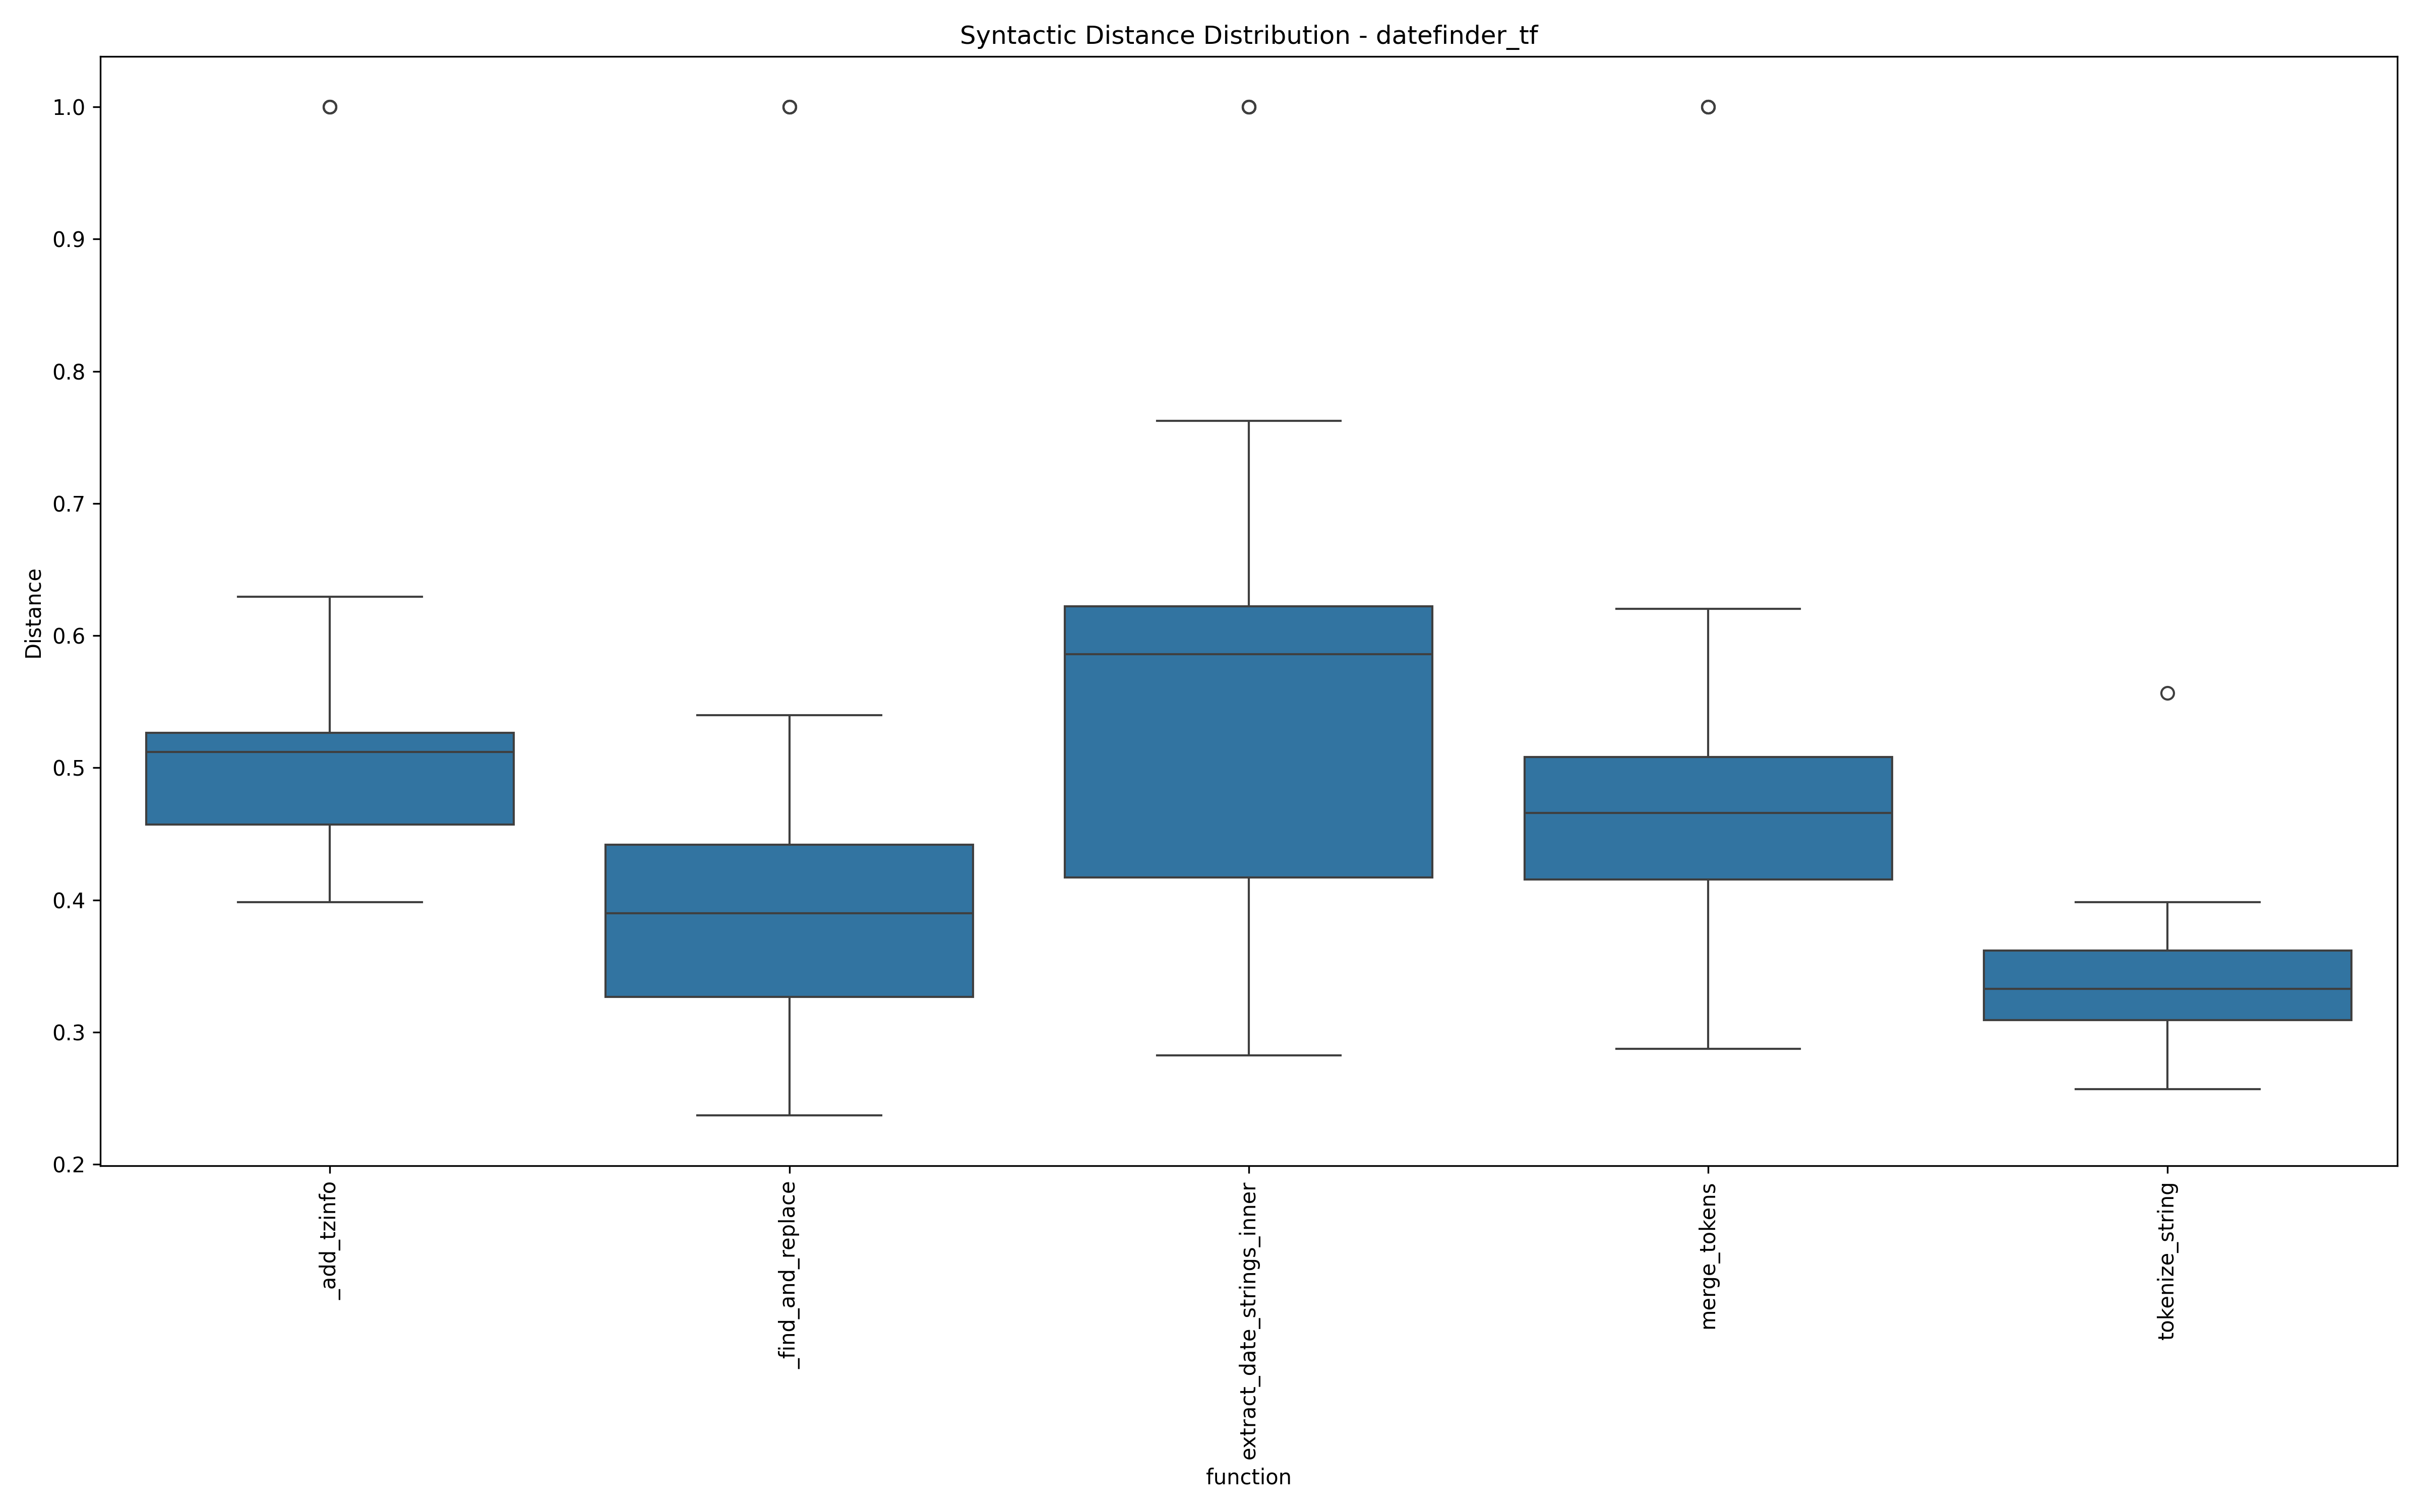 Syntactic Distance Distribution - datefinder_tf
1.0
0.9
0.8
0.7
0.6
0.5
0.4
0.3
0.2
Distance
_add_tzinfo
_find_and_replace
extract_date_strings_inner
merge_tokens
tokenize_string
function